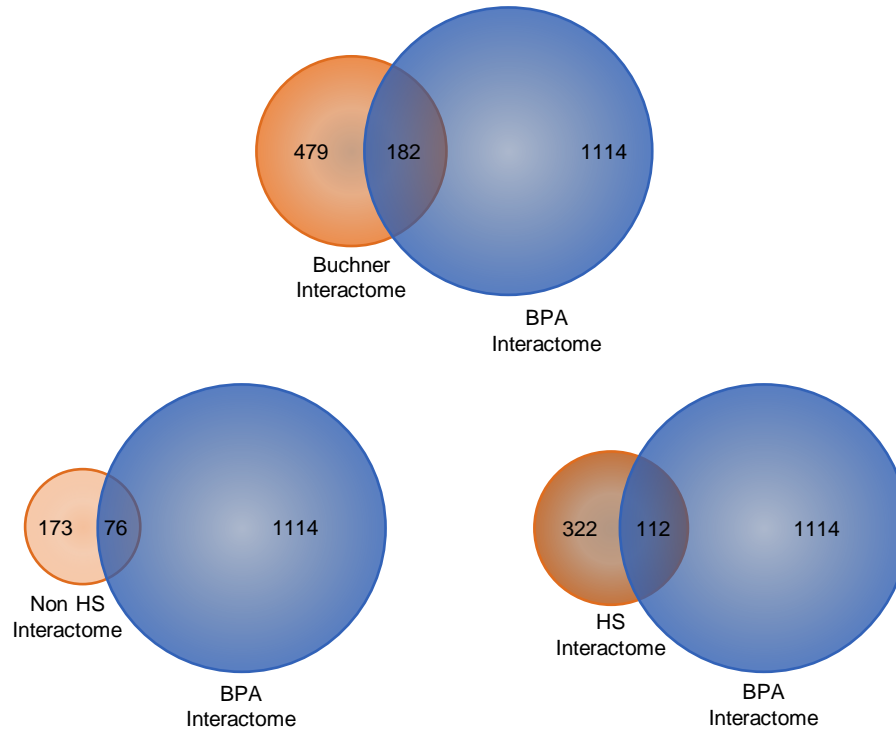 479 182 1114
Buchner
Interactome
BPA
Interactome
173 76 1114
Non HS
Interactome
BPA
Interactome
322 112 1114
HS
Interactome
BPA
Interactome